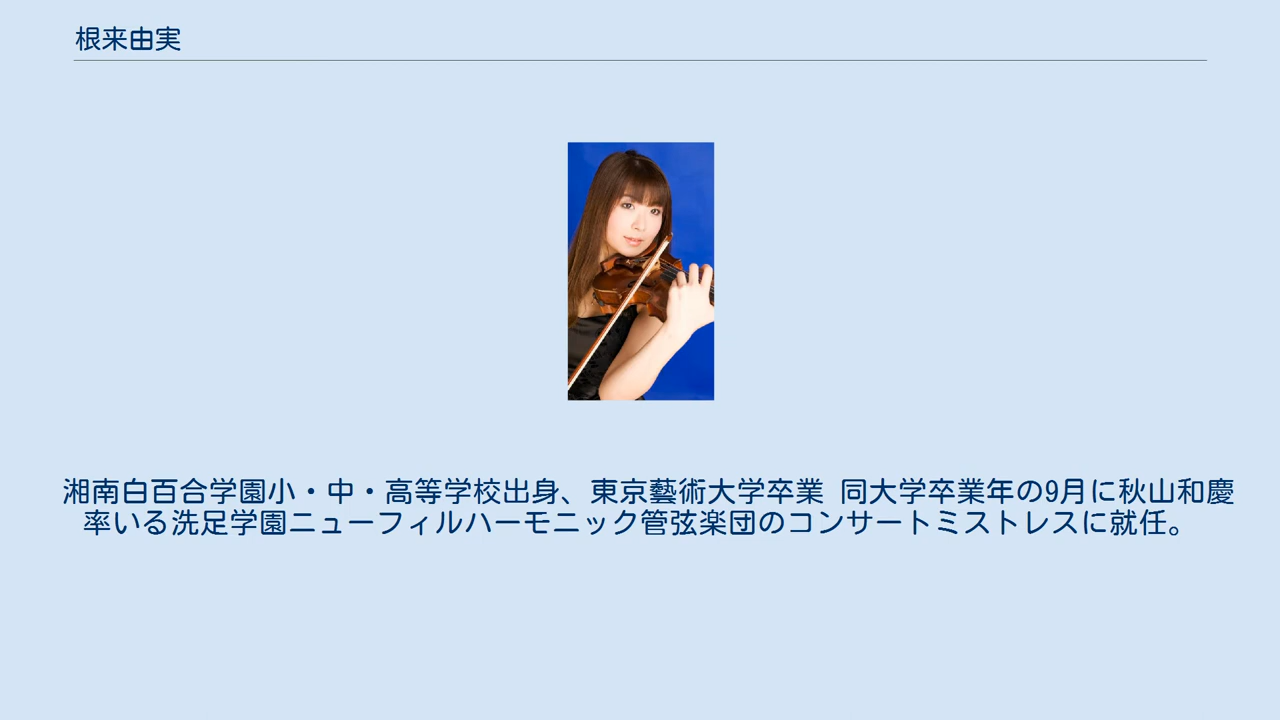 根来由実
湘南白百合学園小・中・高等学校出身、東京藝術大学卒業 同大学卒業年の9月に秋山和慶
率いる洗足学園ニューフィルハーモニック管弦楽団のコンサートミストレスに就任。